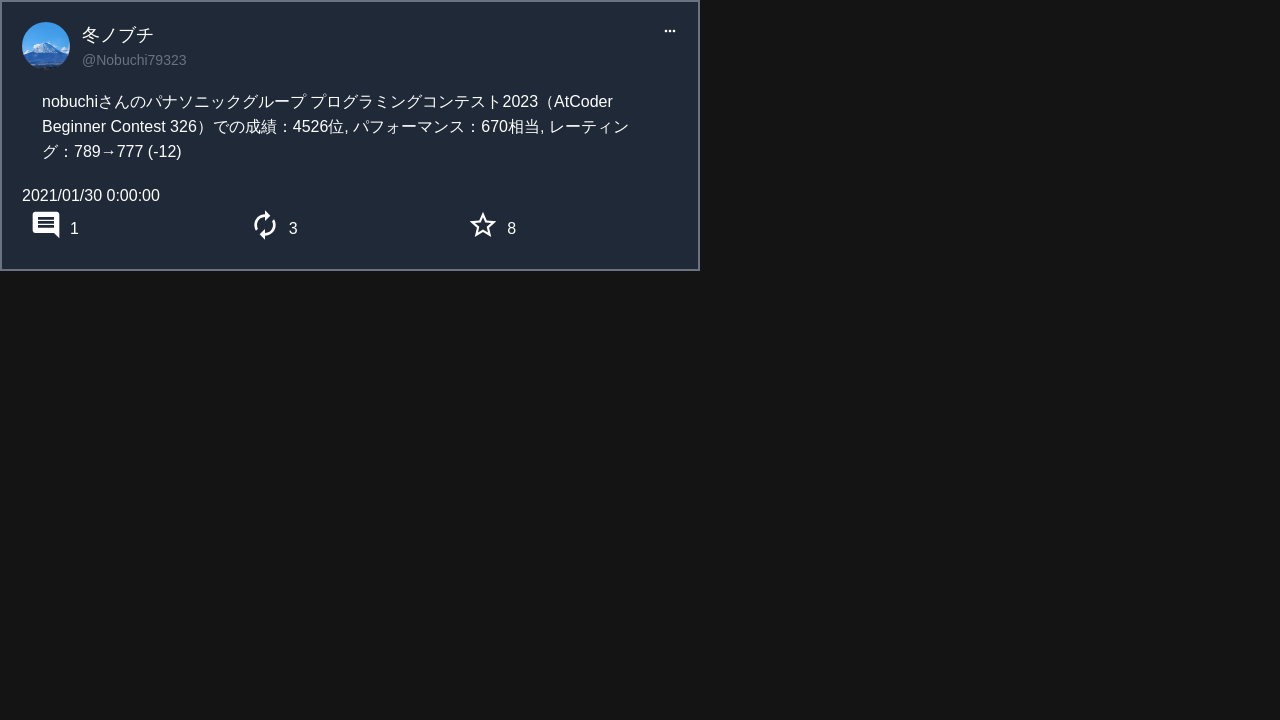 冬ノブチ
@Nobuchi79323
nobuchiさんのパナソニックグループ プログラミングコンテスト2023（AtCoder
Beginner Contest 326）での成績：4526位, パフォーマンス：670相当, レーティン
グ：789→777 (-12)
2021/01/30 0:00:00
1 3 8